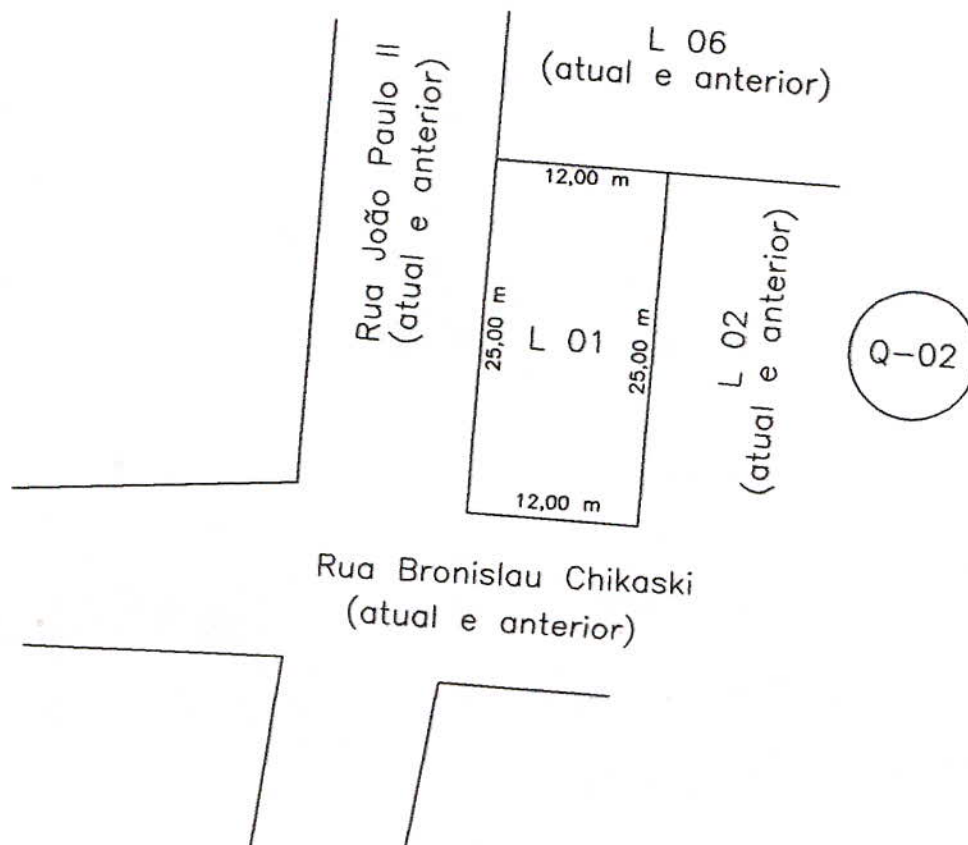 L 06
(atual e anterior)
Rua João Paulo II
(atual e anterior)
12,00 m
25,00 m
L 01
25,00 m
L 02
(atual e anterior)
Q-02
12,00 m
Rua Bronislau Chikaski
(atual e anterior)